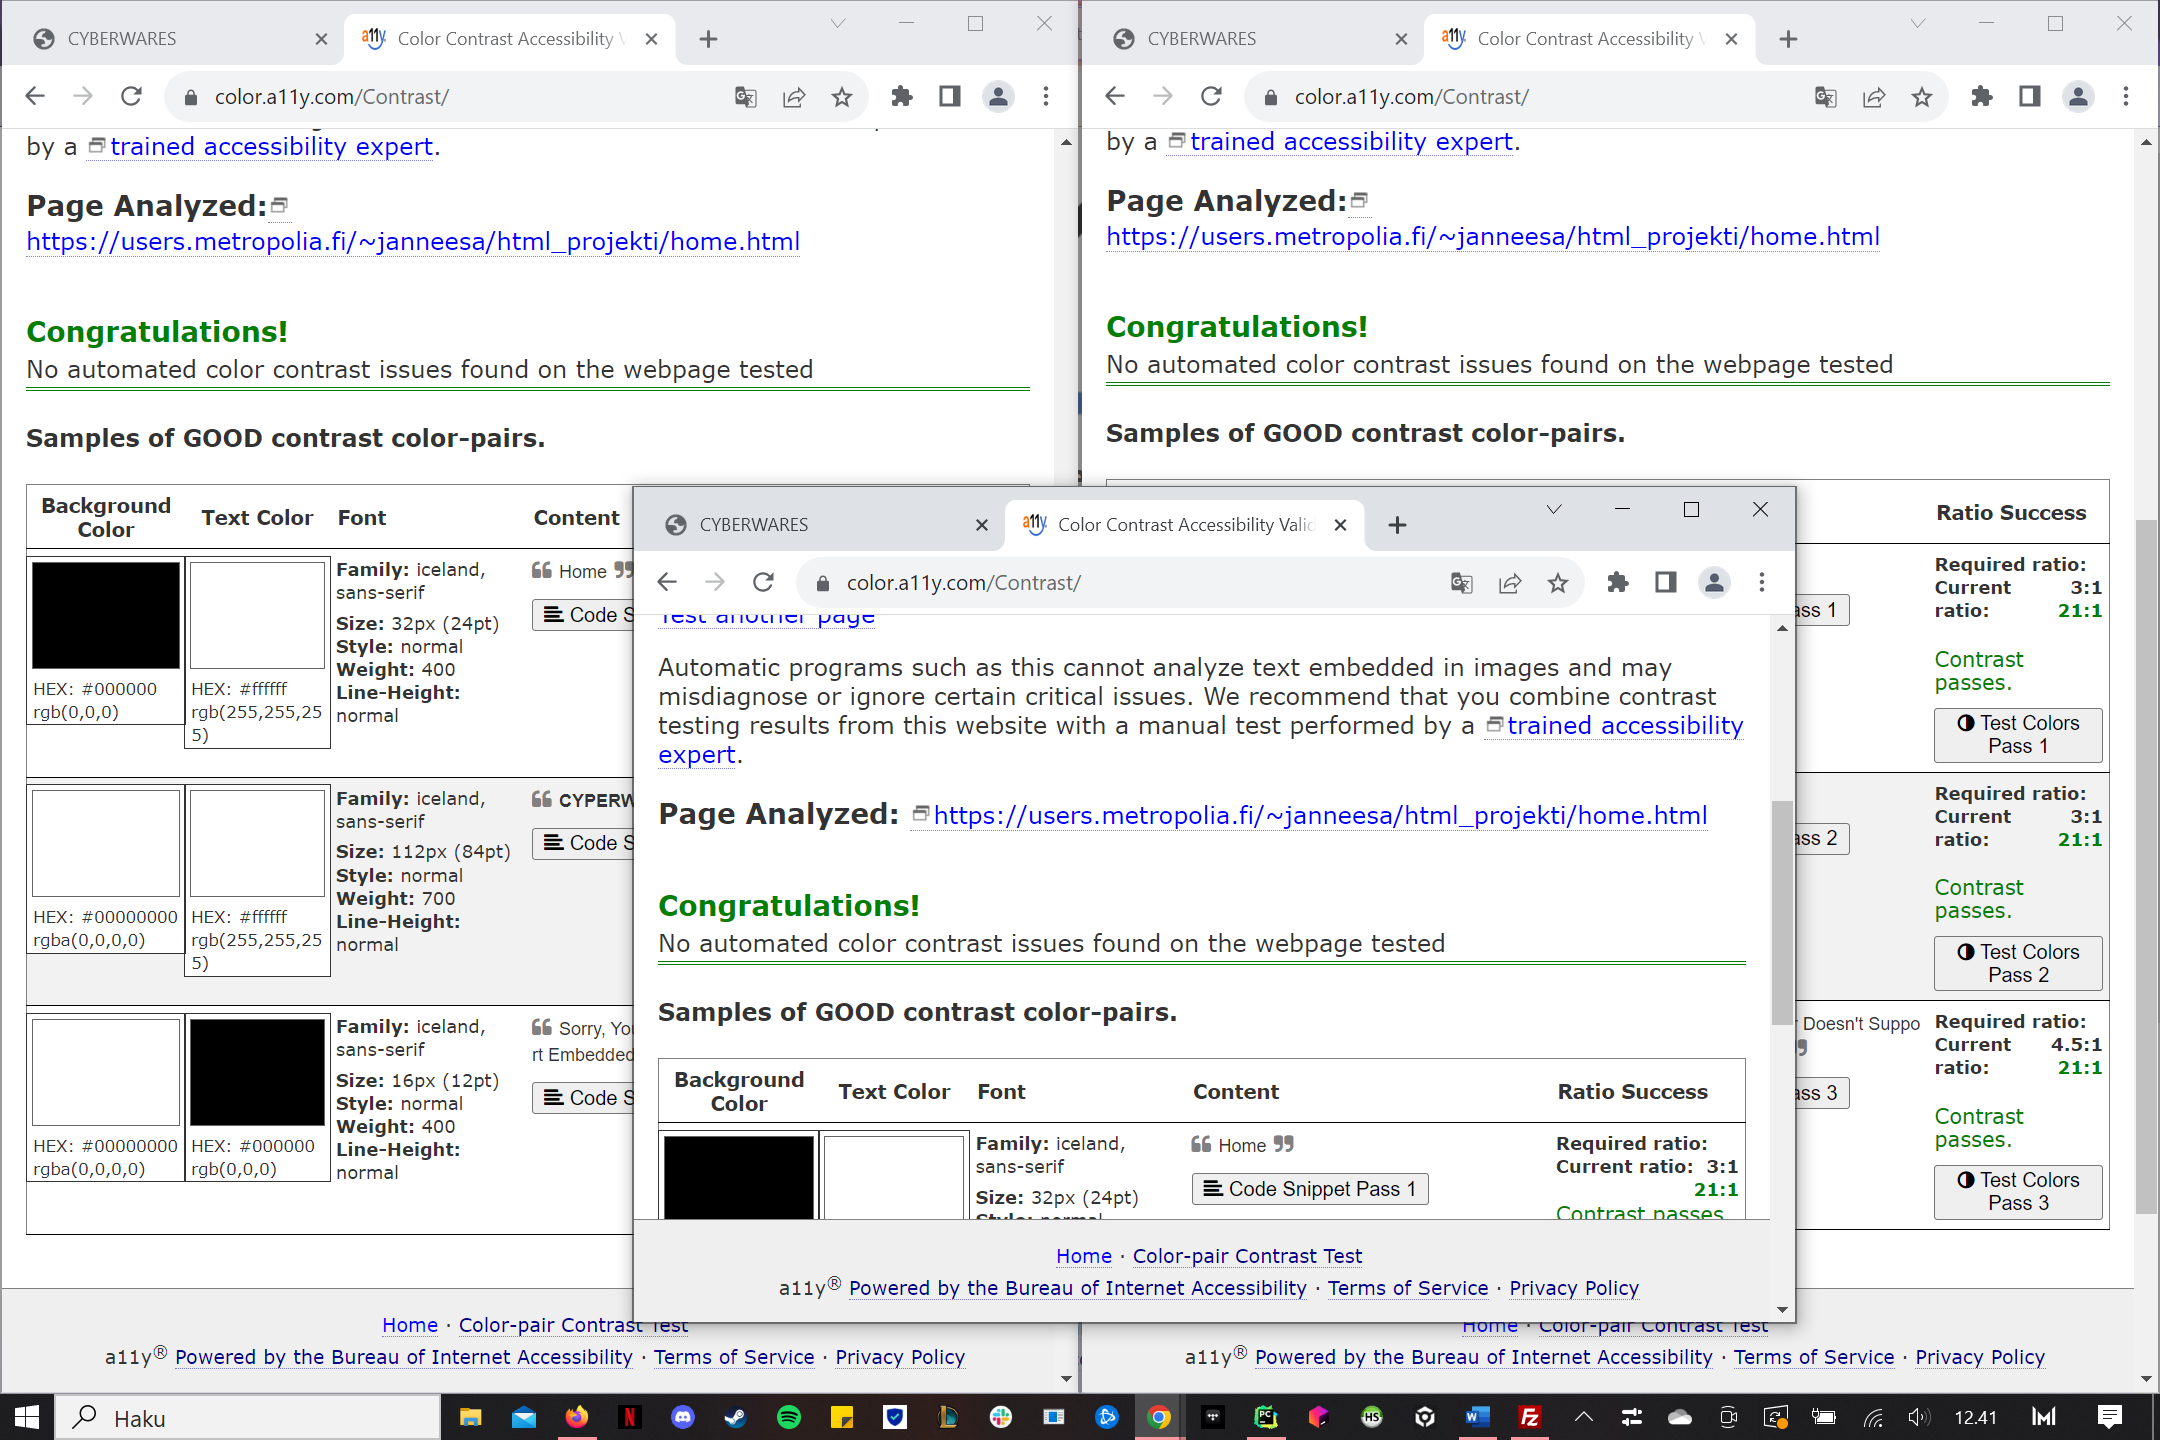 CYBERWARES
Color Contrast Accessibility V
color.a11y.com/Contrast/
by a trained accessibility expert.
Page Analyzed:
https://users.metropolia.fi/~janneesa/html_projekti/home.html
Congratulations!
No automated color contrast issues found on the webpage tested
Samples of GOOD contrast color-pairs.
Background Color
Text Color
Font
Content
HEX: #000000
rgb(0,0,0)
HEX: #ffffff
rgb(255,255,25
5)
Family: iceland,
sans-serif
Size: 32px (24pt)
Style: normal
Weight: 400
Line-Height:
normal
Home
Code S
HEX: #00000000
rgba(0,0,0,0)
HEX: #ffffff
rgb(255,255,25
5)
Family: iceland,
sans-serif
Size: 112px (84pt)
Style: normal
Weight: 700
Line-Height:
normal
CYPERW
Code S
HEX: #00000000
rgba(0,0,0,0)
HEX: #000000
rgb(0,0,0)
Family: iceland,
sans-serif
Size: 16px (12pt)
Style: normal
Weight: 400
Line-Height:
normal
Sorry, You
rt Embedded
Code S
Home · Color-pair Contrast Test
a11y® Powered by the Bureau of Internet Accessibility · Terms of Service · Privacy Policy
CYBERWARES
Color Contrast Accessibility V
color.a11y.com/Contrast/
by a trained accessibility expert.
Page Analyzed:
https://users.metropolia.fi/~janneesa/html_projekti/home.html
Congratulations!
No automated color contrast issues found on the webpage tested
Samples of GOOD contrast color-pairs.
Ratio Success
ass 1
Required ratio:
Current 3:1
ratio: 21:1
Contrast
passes.
Test Colors
Pass 1
ass 2
Required ratio:
Current 3:1
ratio: 21:1
Contrast
passes.
Test Colors
Pass 2
r Doesn't Suppo
ass 3
Required ratio:
Current 4.5:1
ratio: 21:1
Contrast
passes.
Test Colors
Pass 3
Home · Color-pair Contrast Test
a11y® Powered by the Bureau of Internet Accessibility · Terms of Service · Privacy Policy
CYBERWARES
Color Contrast Accessibility Valid
color.a11y.com/Contrast/
Test another page
Automatic programs such as this cannot analyze text embedded in images and may
misdiagnose or ignore certain critical issues. We recommend that you combine contrast
testing results from this website with a manual test performed by a trained accessibility
expert.
Page Analyzed: https://users.metropolia.fi/~janneesa/html_projekti/home.html
Congratulations!
No automated color contrast issues found on the webpage tested
Samples of GOOD contrast color-pairs.
Background Color
Text Color
Font
Content
Ratio Success
Family: iceland,
sans-serif
Size: 32px (24pt)
Style: normal
Home
Code Snippet Pass 1
Required ratio:
Current ratio: 3:1
21:1
Contrast passes
Home · Color-pair Contrast Test
a11y® Powered by the Bureau of Internet Accessibility · Terms of Service · Privacy Policy
Haku
12.41